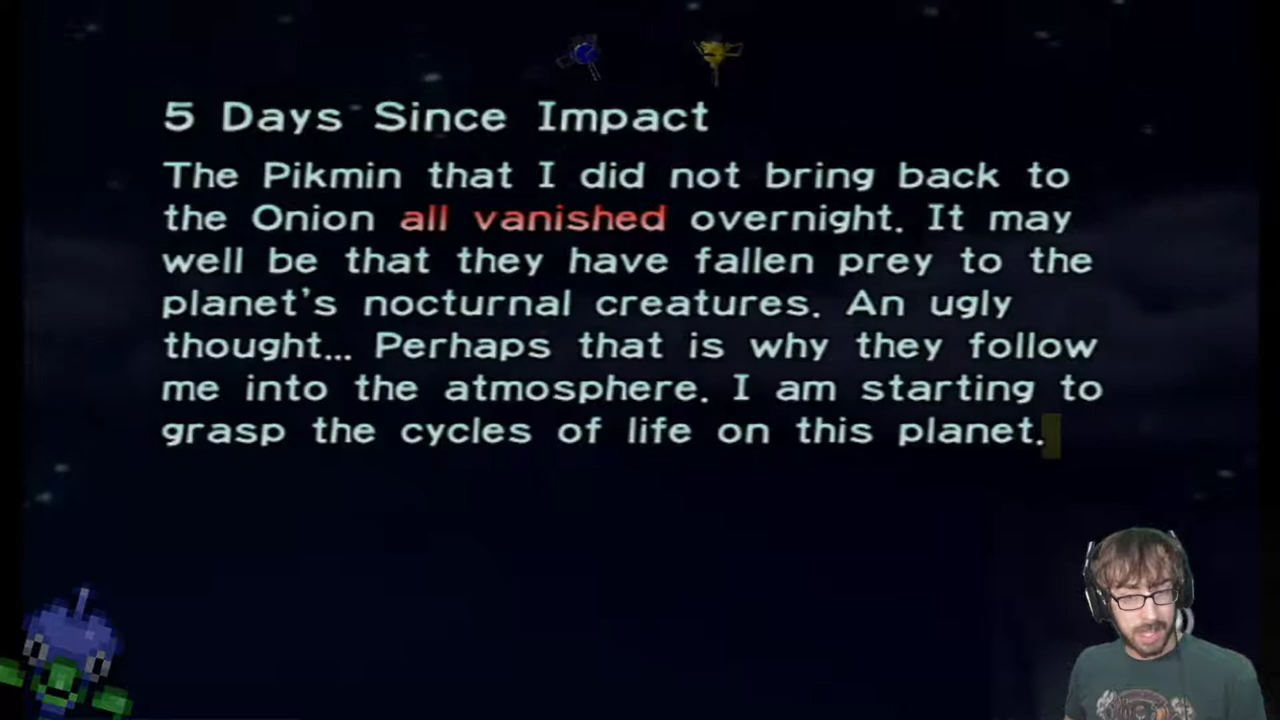 5 Days Since Impact
The Pikmin that I did not bring back to
the Onion all vanished overnight. It may
well be that they have fallen prey to the
planet's nocturnal creatures. An ugly
thought... Perhaps that is why they follow
me into the atmosphere. I am starting to
grasp the cycles of life on this planet.